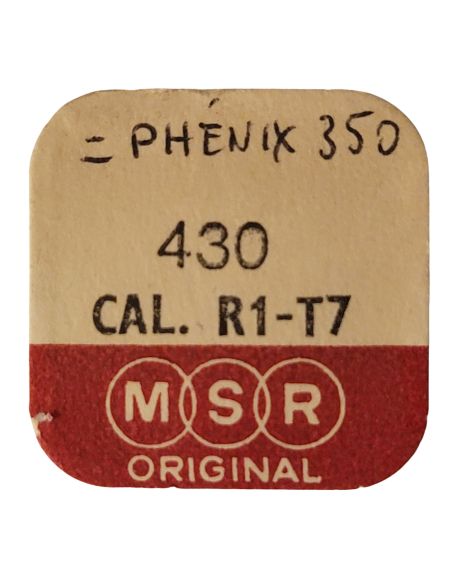 = PHÉNIX 350
430
CAL. R1-T7
MSR
ORIGINAL